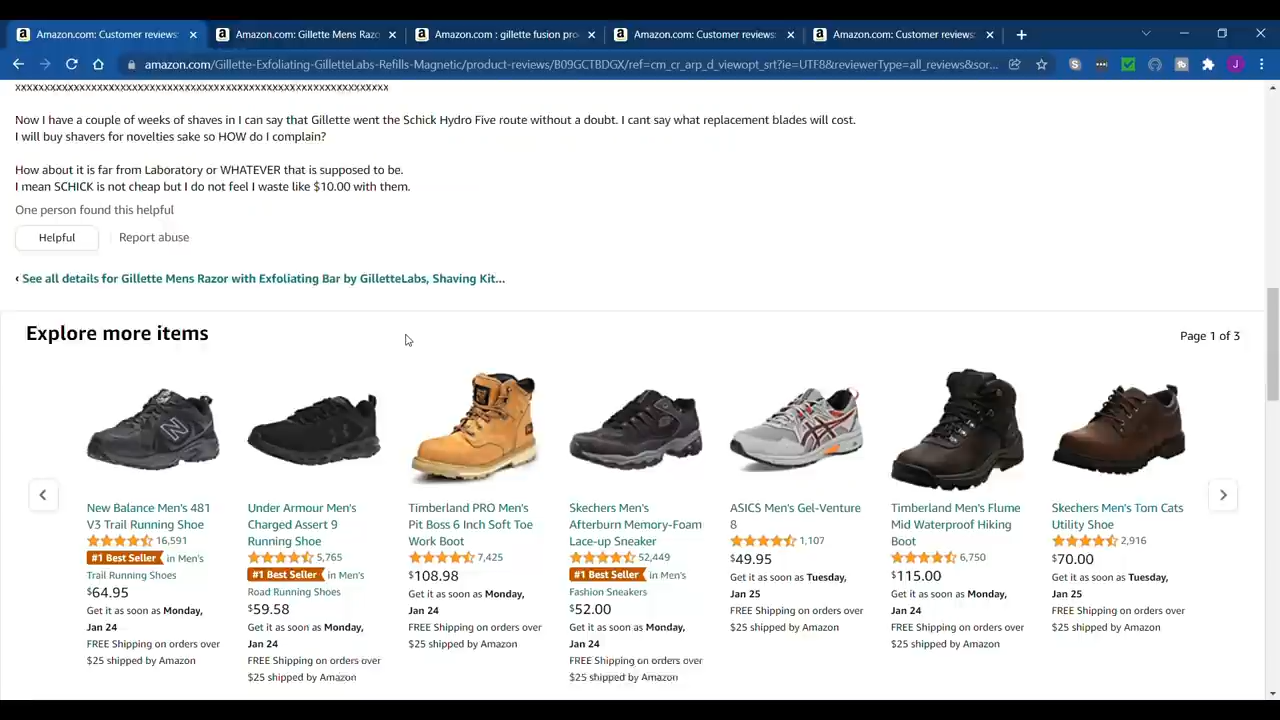 Amazon.com: Customer reviews:
Amazon.com: Gillette Mens Razo
Amazon.com : gillette fusion pro
Amazon.com: Customer reviews:
Amazon.com: Customer reviews:
amazon.com/Gillette-Exfoliating-GilletteLabs-Refills-Magnetic/product-reviews/B09GCTBDGX/ref=cm_cr_arp_d_viewopt_srt?ie=UTF8&reviewerType=all_reviews&sor...
J
Now I have a couple of weeks of shaves in I can say that Gillette went the Schick Hydro Five route without a doubt. I cant say what replacement blades will cost.
I will buy shavers for novelties sake so HOW do I complain?
How about it is far from Laboratory or WHATEVER that is supposed to be.
I mean SCHICK is not cheap but I do not feel I waste like $10.00 with them.
One person found this helpful
Helpful
Report abuse
‹ See all details for Gillette Mens Razor with Exfoliating Bar by GilletteLabs, Shaving Kit...
Explore more items
Page 1 of 3
New Balance Men's 481
V3 Trail Running Shoe
16,591
#1 Best Seller in Men's
Trail Running Shoes
$64.95
Get it as soon as Monday,
Jan 24
FREE Shipping on orders over
$25 shipped by Amazon
Under Armour Men's
Charged Assert 9
Running Shoe
5,765
#1 Best Seller in Men's
Road Running Shoes
$59.58
Get it as soon as Monday,
Jan 24
FREE Shipping on orders over
$25 shipped by Amazon
Timberland PRO Men's
Pit Boss 6 Inch Soft Toe
Work Boot
7,425
$108.98
Get it as soon as Monday,
Jan 24
FREE Shipping on orders over
$25 shipped by Amazon
Skechers Men's
Afterburn Memory-Foam
Lace-up Sneaker
52,449
#1 Best Seller in Men's
Fashion Sneakers
$52.00
Get it as soon as Monday,
Jan 24
FREE Shipping on orders over
$25 shipped by Amazon
ASICS Men's Gel-Venture
8
1,107
$49.95
Get it as soon as Tuesday,
Jan 25
FREE Shipping on orders over
$25 shipped by Amazon
Timberland Men's Flume
Mid Waterproof Hiking
Boot
6,750
$115.00
Get it as soon as Monday,
Jan 24
FREE Shipping on orders over
$25 shipped by Amazon
Skechers Men's Tom Cats
Utility Shoe
2,916
$70.00
Get it as soon as Tuesday,
Jan 25
FREE Shipping on orders over
$25 shipped by Amazon